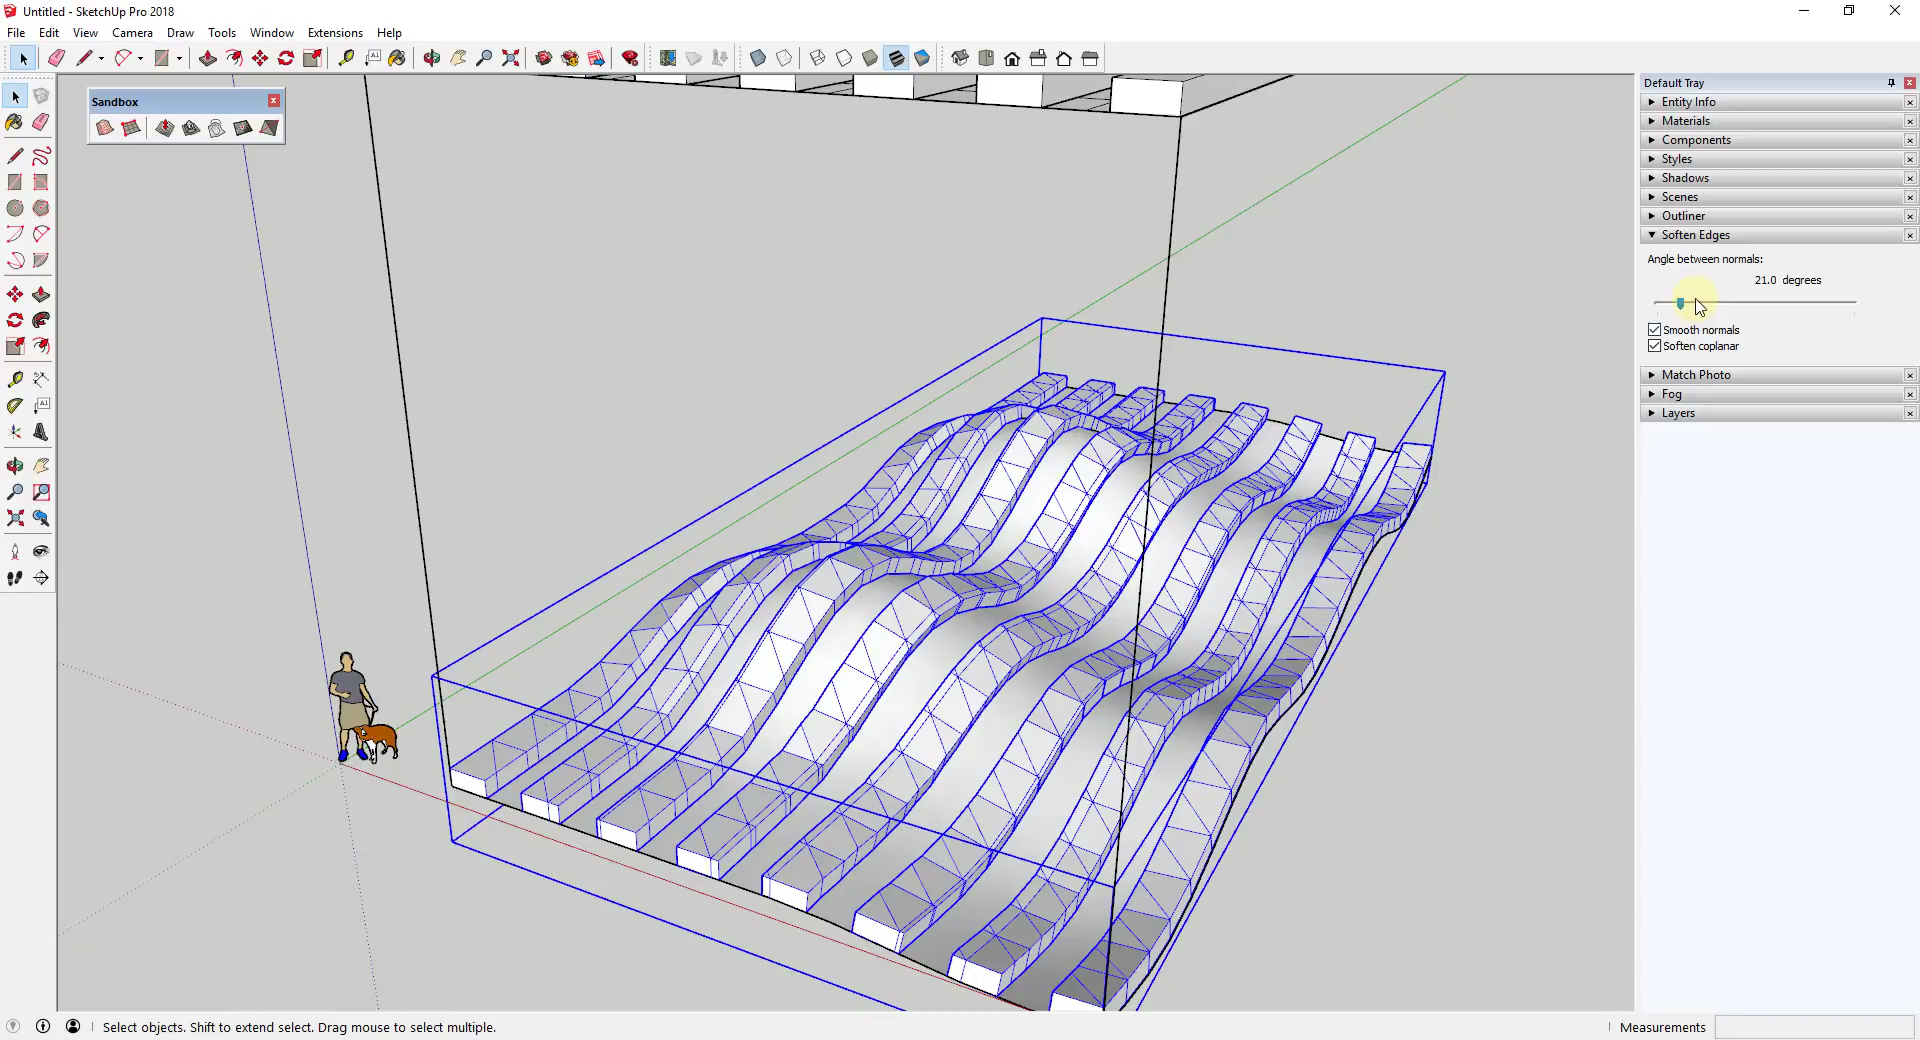 Untitled - SketchUp Pro 2018
File Edit View Camera Draw Tools Window Extensions Help
Sandbox
Default Tray
Entity Info
Materials
Components
Styles
Shadows
Scenes
Outliner
Soften Edges
Angle between normals:
21.0 degrees
Smooth normals
Soften coplanar
Match Photo
Fog
Layers
Select objects. Shift to extend select. Drag mouse to select multiple.
Measurements